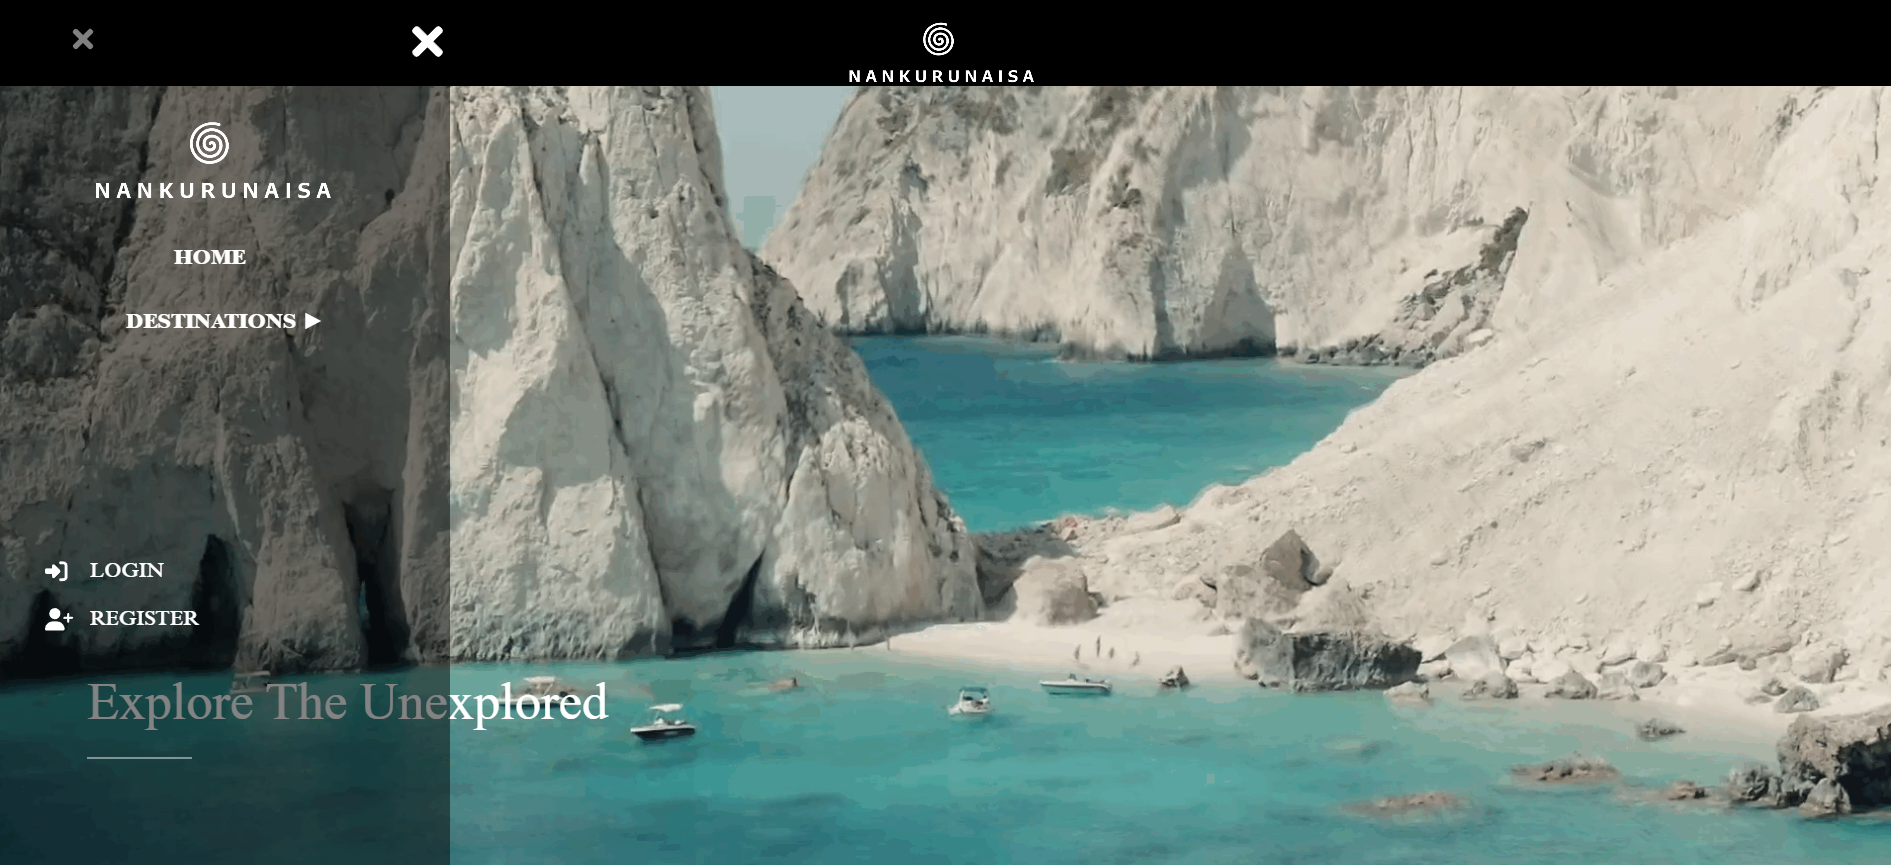 NANKURUNAISA
NANKURUNAISA
HOME
DESTINATIONS
LOGIN
REGISTER
Explore The Unexplored